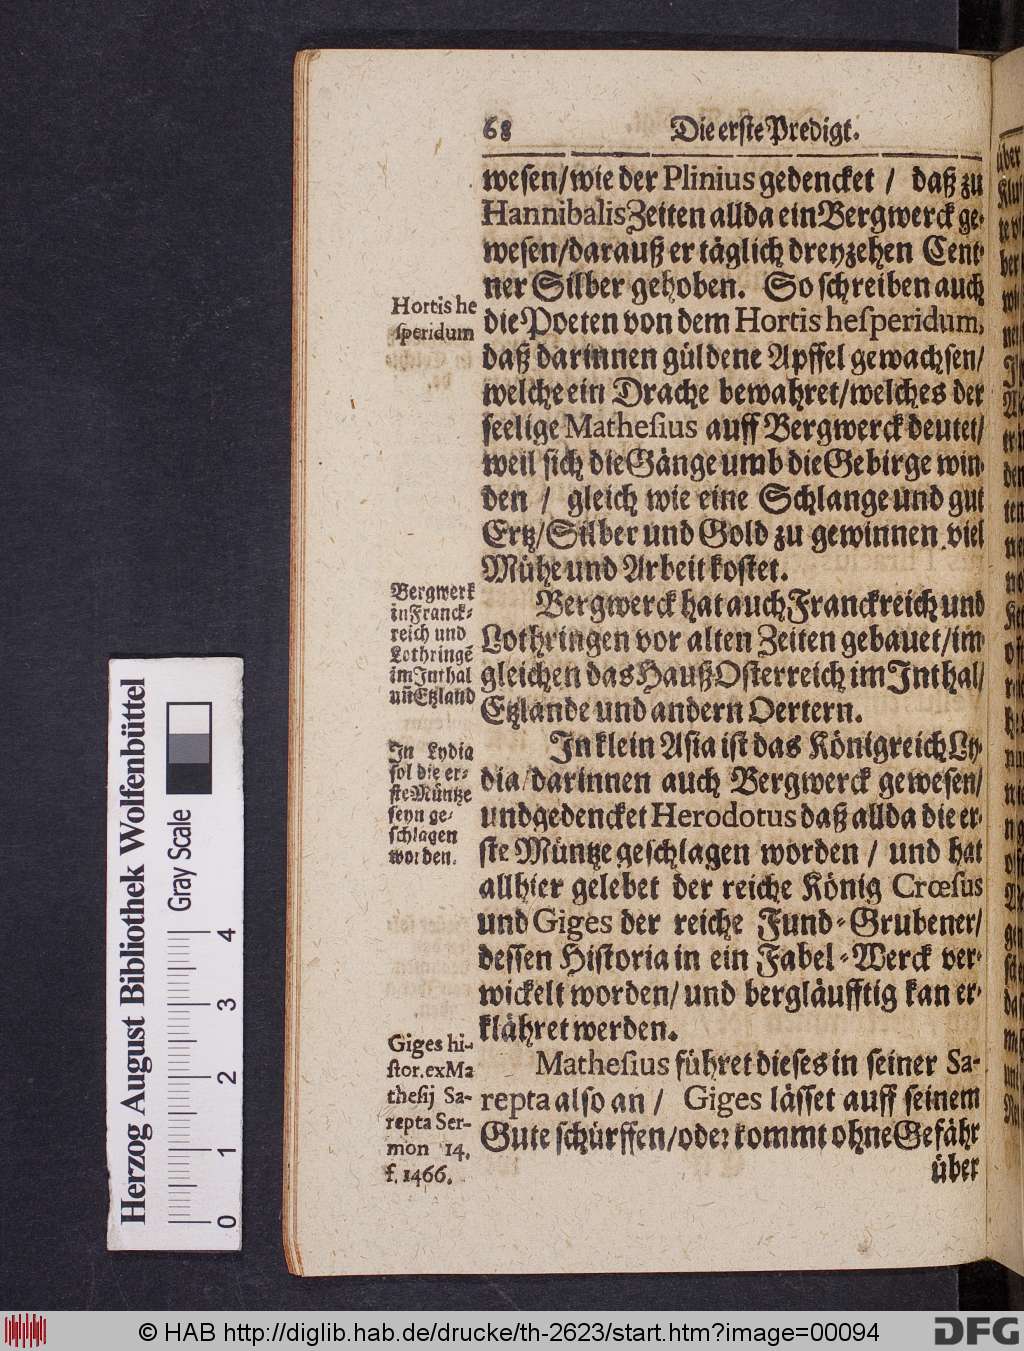 68 Die erste Predigt.
wesen/wie der Plinius gedencket / daß zu
Hannibalis Zeiten allda ein Bergwerck ge-
wesen/darauß er täglich dreyzehen Cent-
ner Silber gehoben. So schreiben auch
die Poeten von dem Hortis heſperidum,
daß darinnen güldene Apffel gewachsen/
welche ein Drache bewahret/welches der
seelige Matheſius auff Bergwerck deutet/
weil sich die Gänge umb die Gebirge win-
den / gleich wie eine Schlange und gut
Ertz/Silber und Gold zu gewinnen viel
Mühe und Arbeit kostet.
Bergwerck hat auch Franckreich und
Lothringen vor alten Zeiten gebauet/im-
gleichen das Hauß Osterreich im Inthal/
Etzlande und andern Oertern.
In klein Asia ist das Königreich Ly-
dia/darinnen auch Bergwerck gewesen/
und gedencket Herodotus daß allda die er-
ste Müntze geschlagen worden / und hat
allhier gelebet der reiche König Crœſus
und Giges der reiche Fund-Grubener/
dessen Historia in ein Fabel-Werck ver-
wickelt worden/ und bergläufftig kan er-
klähret werden.
Matheſius führet dieses in seiner Sa-
repta also an / Giges lässet auff seinem
Gute schürffen/oder kommt ohne Gefähr
über
Hortis he
ſperidum
Bergwerk
in Franck-
reich und
Lothringē
im Inthal
uñ Etzland
In Lydia
sol die er-
ste Müntze
seyn ge-
schlagen
worden.
Giges hi-
ſtor. ex Ma
theſij Sa-
repta Ser-
mon 14.
f. 1466.
Herzog August Bibliothek Wolfenbüttel
Gray Scale
0 1 2 3 4
© HAB http://diglib.hab.de/drucke/th-2623/start.htm?image=00094
DFG